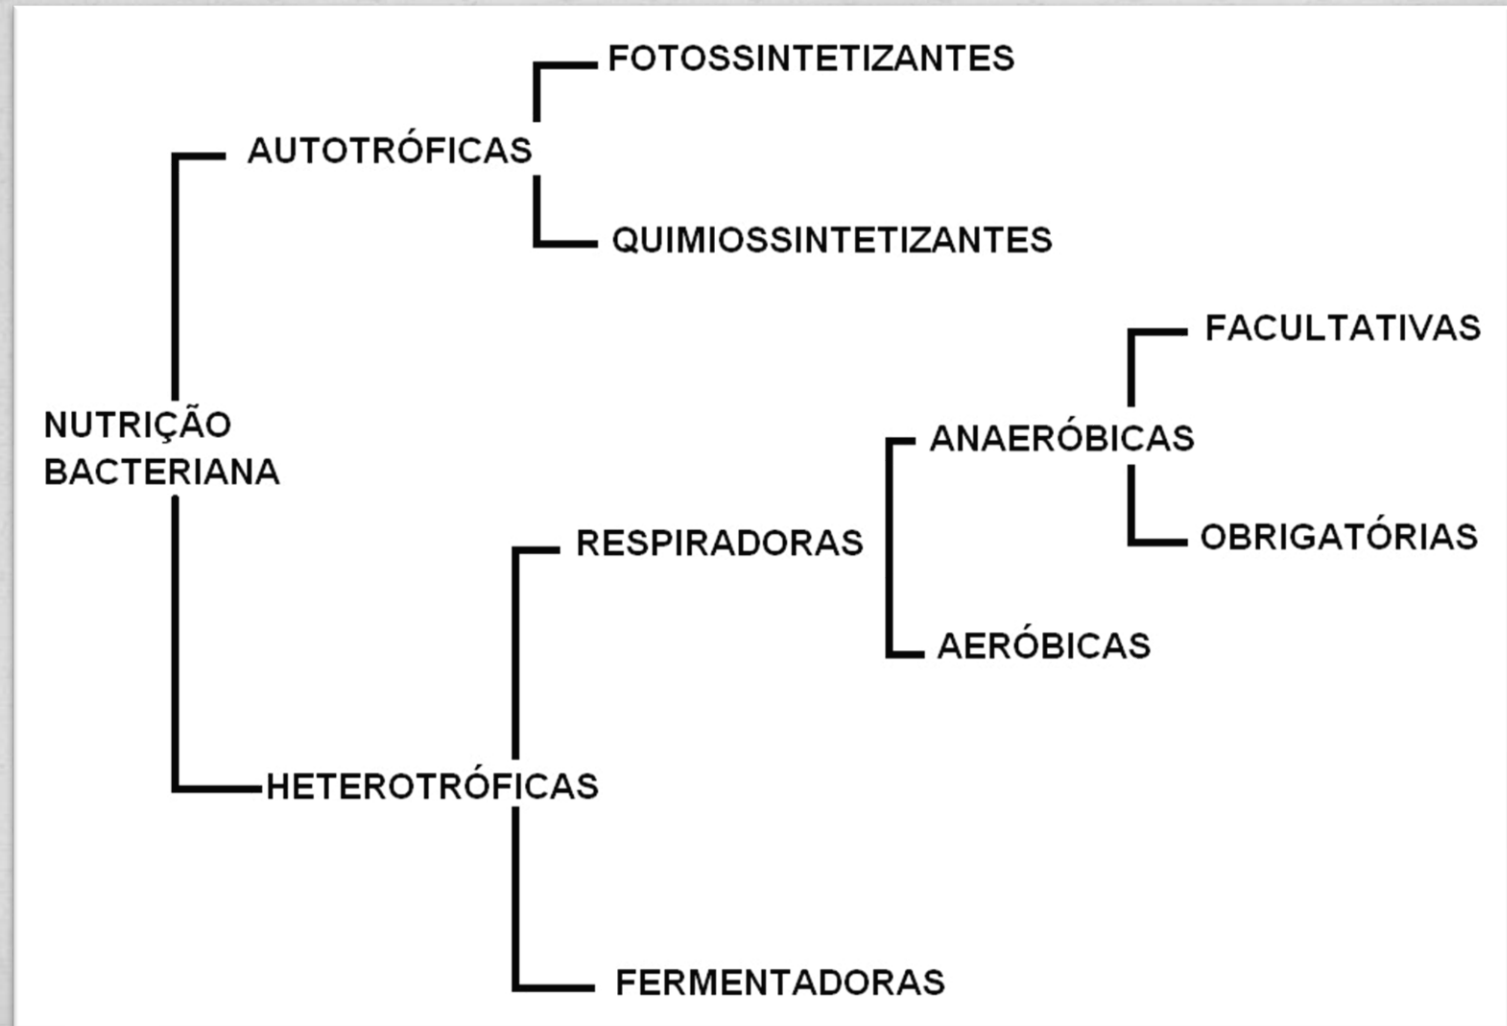 FOTOSSINTETIZANTES
AUTOTRÓFICAS
QUIMIOSSINTETIZANTES
FACULTATIVAS
NUTRIÇÃO
BACTERIANA
ANAERÓBICAS
RESPIRADORAS
OBRIGATÓRIAS
AERÓBICAS
HETEROTRÓFICAS
FERMENTADORAS